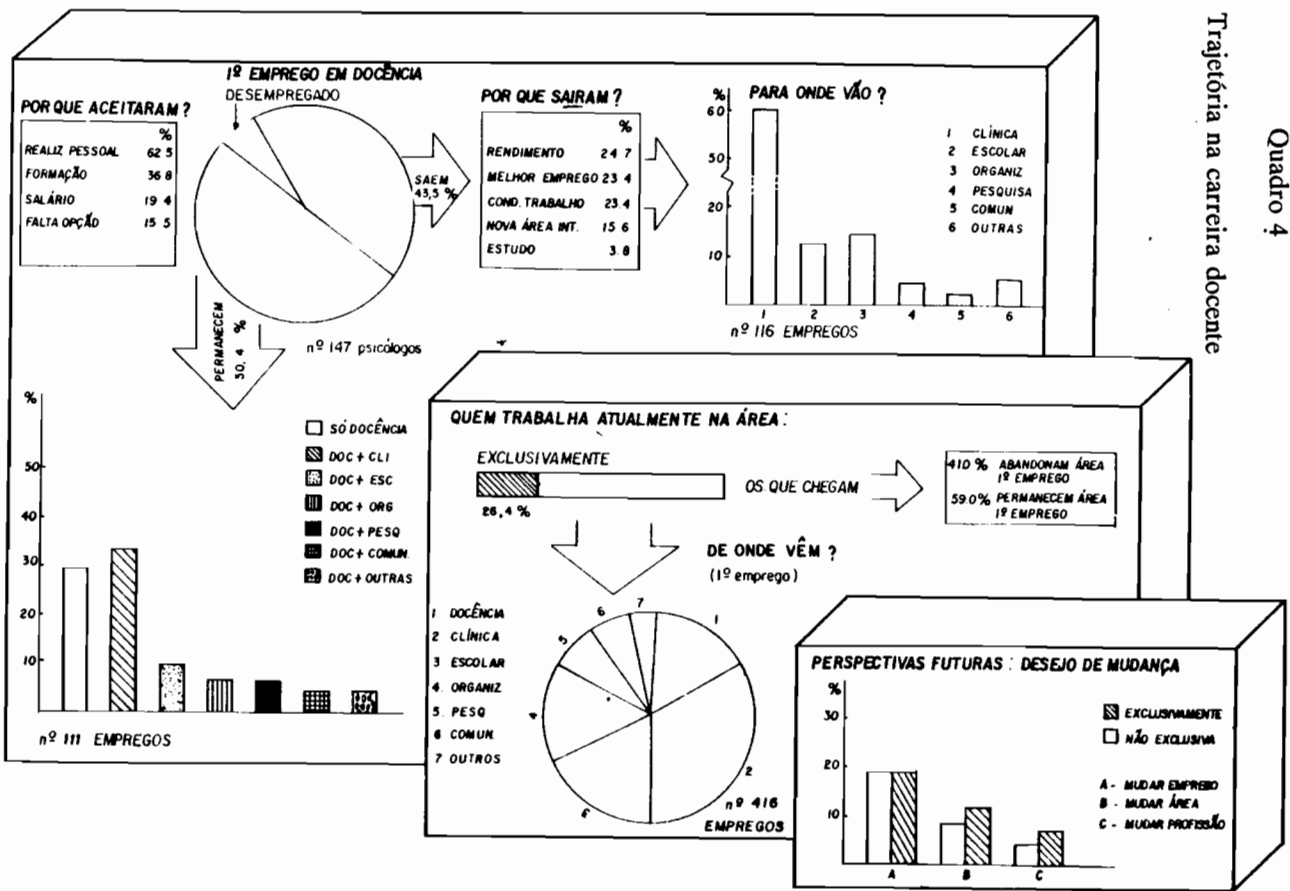 Quadro 4
Trajetória na carreira docente
1º EMPREGO EM DOCÊNCIA
DESEMPREGADO
POR QUE ACEITARAM ?
%
REALIZ PESSOAL 62 5
FORMAÇÃO 36 8
SALÁRIO 19 4
FALTA OPÇÃO 15 5
SAEM
43,5 %
POR QUE SAIRAM ?
%
RENDIMENTO 24 7
MELHOR EMPREGO 23 4
COND. TRABALHO 23 4
NOVA ÁREA INT. 15 6
ESTUDO 3 8
PARA ONDE VÃO ?
%
60
50
20
10
1 2 3 4 5 6
1 CLÍNICA
2 ESCOLAR
3 ORGANIZ
4 PESQUISA
5 COMUN
6 OUTRAS
nº 116 EMPREGOS
PERMANECEM
50,4 %
nº 147 psicólogos
%
50
40
30
20
10
SÓ DOCÊNCIA
DOC + CLI
DOC + ESC
DOC + ORG
DOC + PESQ
DOC + COMUN.
DOC + OUTRAS
nº 111 EMPREGOS
QUEM TRABALHA ATUALMENTE NA ÁREA :
EXCLUSIVAMENTE
26,4 %
OS QUE CHEGAM
41.0 % ABANDONAM ÁREA
1º EMPREGO
59.0% PERMANECEM ÁREA
1º EMPREGO
DE ONDE VÊM ?
(1º emprego)
1 DOCÊNCIA
2 CLÍNICA
3 ESCOLAR
4. ORGANIZ
5. PESQ
6 COMUN.
7 OUTROS
1
2
3
4
5
6
7
nº 416
EMPREGOS
PERSPECTIVAS FUTURAS : DESEJO DE MUDANÇA
%
30
20
10
A B C
EXCLUSIVAMENTE
NÃO EXCLUSIVA
A - MUDAR EMPREGO
B - MUDAR ÁREA
C - MUDAR PROFISSÃO